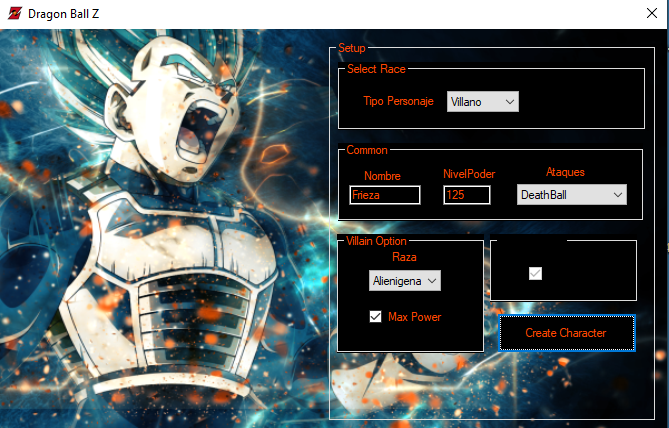 Dragon Ball Z
Setup
Select Race
Tipo Personaje
Villano
Common
Nombre
NivelPoder
Ataques
Frieza
125
DeathBall
Villain Option
Raza
Alienigena
Max Power
Create Character